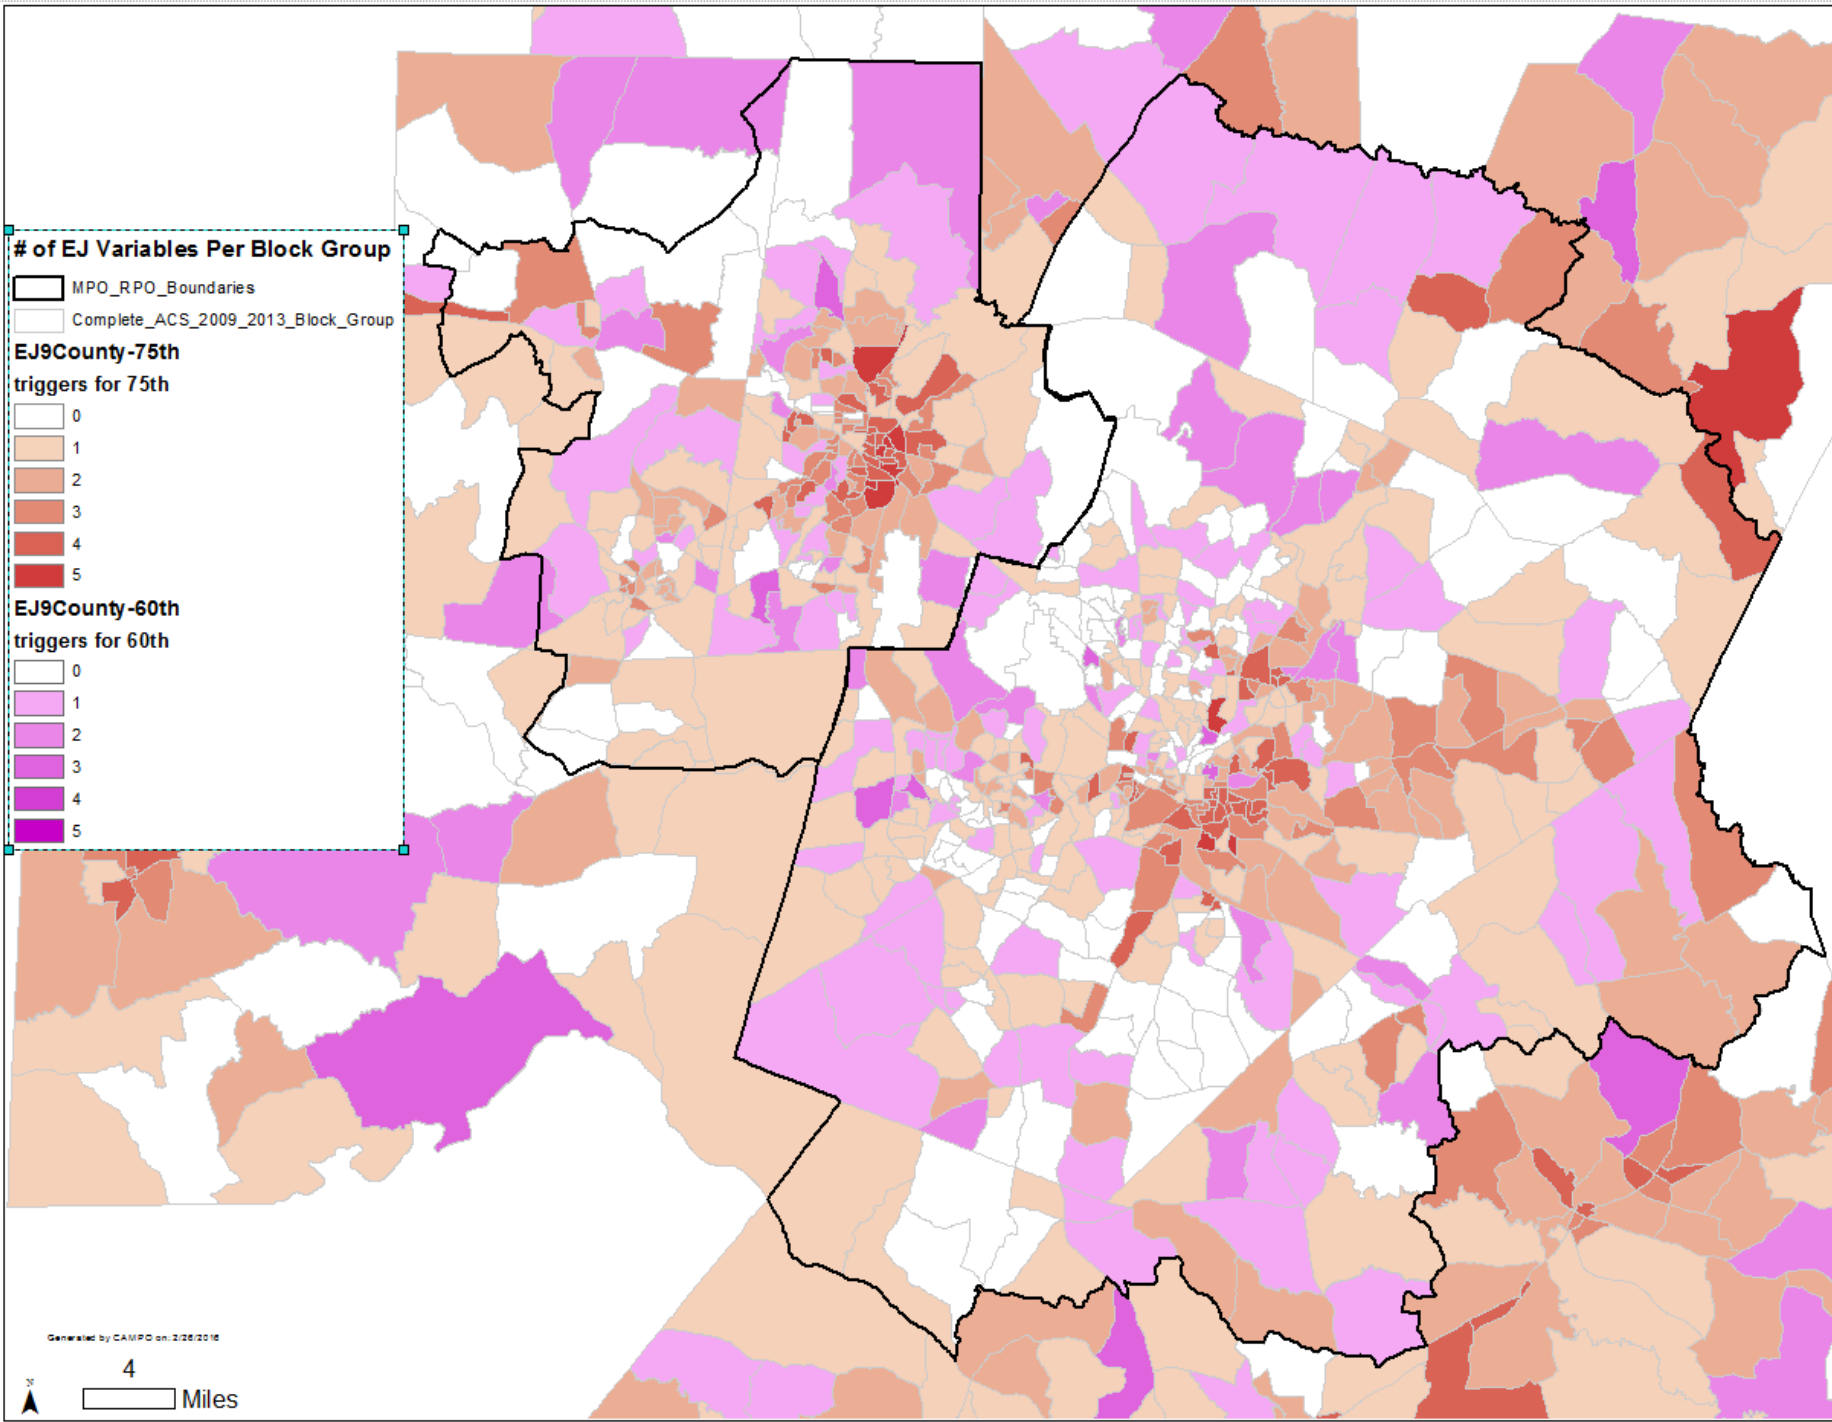 # of EJ Variables Per Block Group
MPO_RPO_Boundaries
Complete_ACS_2009_2013_Block_Group
EJ9County-75th
triggers for 75th
0
1
2
3
4
5
EJ9County-60th
triggers for 60th
0
1
2
3
4
5
Generated by CAMPO on: 2/26/2016
4
Miles
N